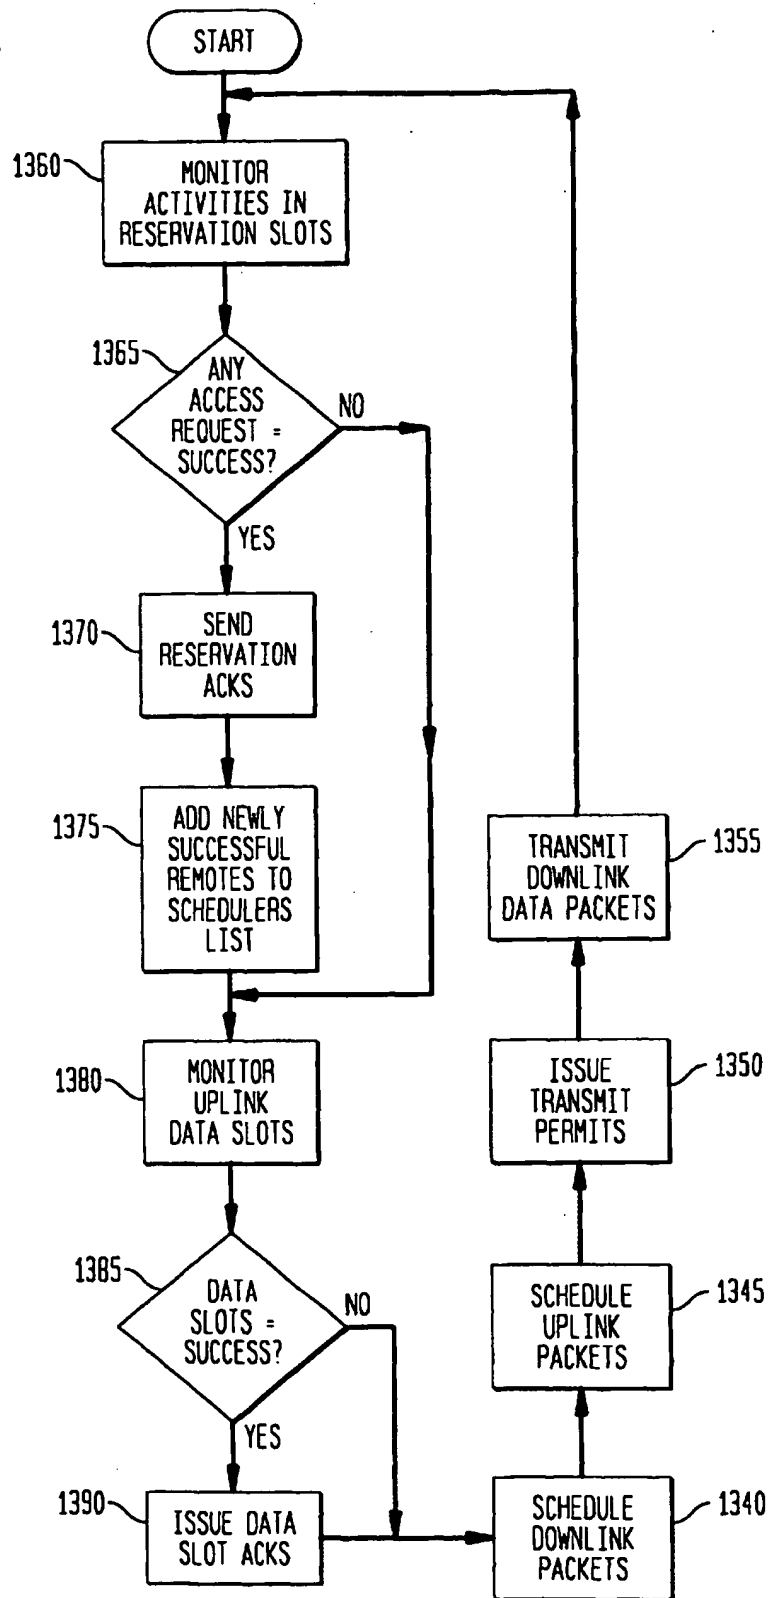 START
1360
MONITOR
ACTIVITIES IN
RESERVATION SLOTS
1365
ANY
ACCESS
REQUEST =
SUCCESS?
NO
YES
1370
SEND
RESERVATION
ACKS
1375
ADD NEWLY
SUCCESSFUL
REMOTES TO
SCHEDULERS
LIST
1380
MONITOR
UPLINK
DATA SLOTS
1385
DATA
SLOTS =
SUCCESS?
NO
YES
1390
ISSUE DATA
SLOT ACKS
SCHEDULE
DOWNLINK
PACKETS
1340
SCHEDULE
UPLINK
PACKETS
1345
ISSUE
TRANSMIT
PERMITS
1350
TRANSMIT
DOWNLINK
DATA PACKETS
1355